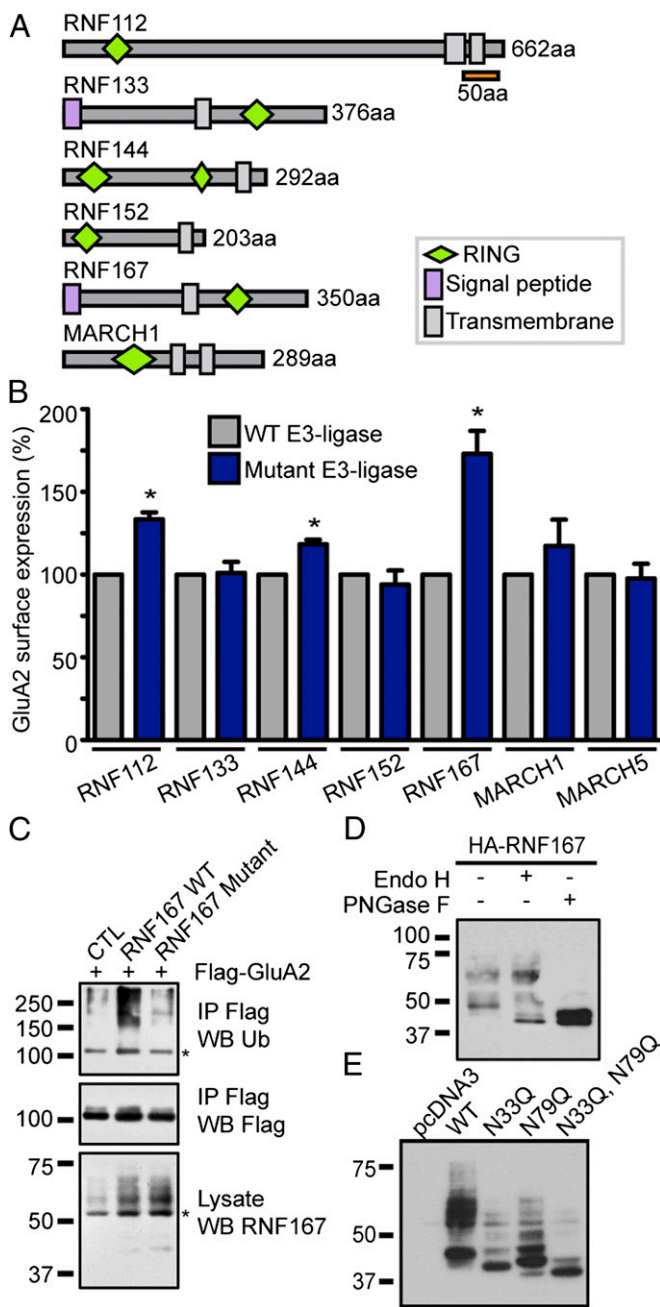 A
RNF112
662aa
50aa
RNF133
376aa
RNF144
292aa
RNF152
203aa
RNF167
350aa
MARCH1
289aa
RING
Signal peptide
Transmembrane
B
GluA2 surface expression (%)
200
150
100
50
0
WT E3-ligase
Mutant E3-ligase
*
*
*
RNF112
RNF133
RNF144
RNF152
RNF167
MARCH1
MARCH5
C
CTL
RNF167 WT
RNF167 Mutant
+ + + Flag-GluA2
250
150
100
IP Flag
WB Ub
*
100
IP Flag
WB Flag
75
50
37
Lysate
WB RNF167
*
D
HA-RNF167
Endo H - + -
PNGase F - - +
100
75
50
37
E
pcDNA3
WT
N33Q
N79Q
N33Q, N79Q
75
50
37